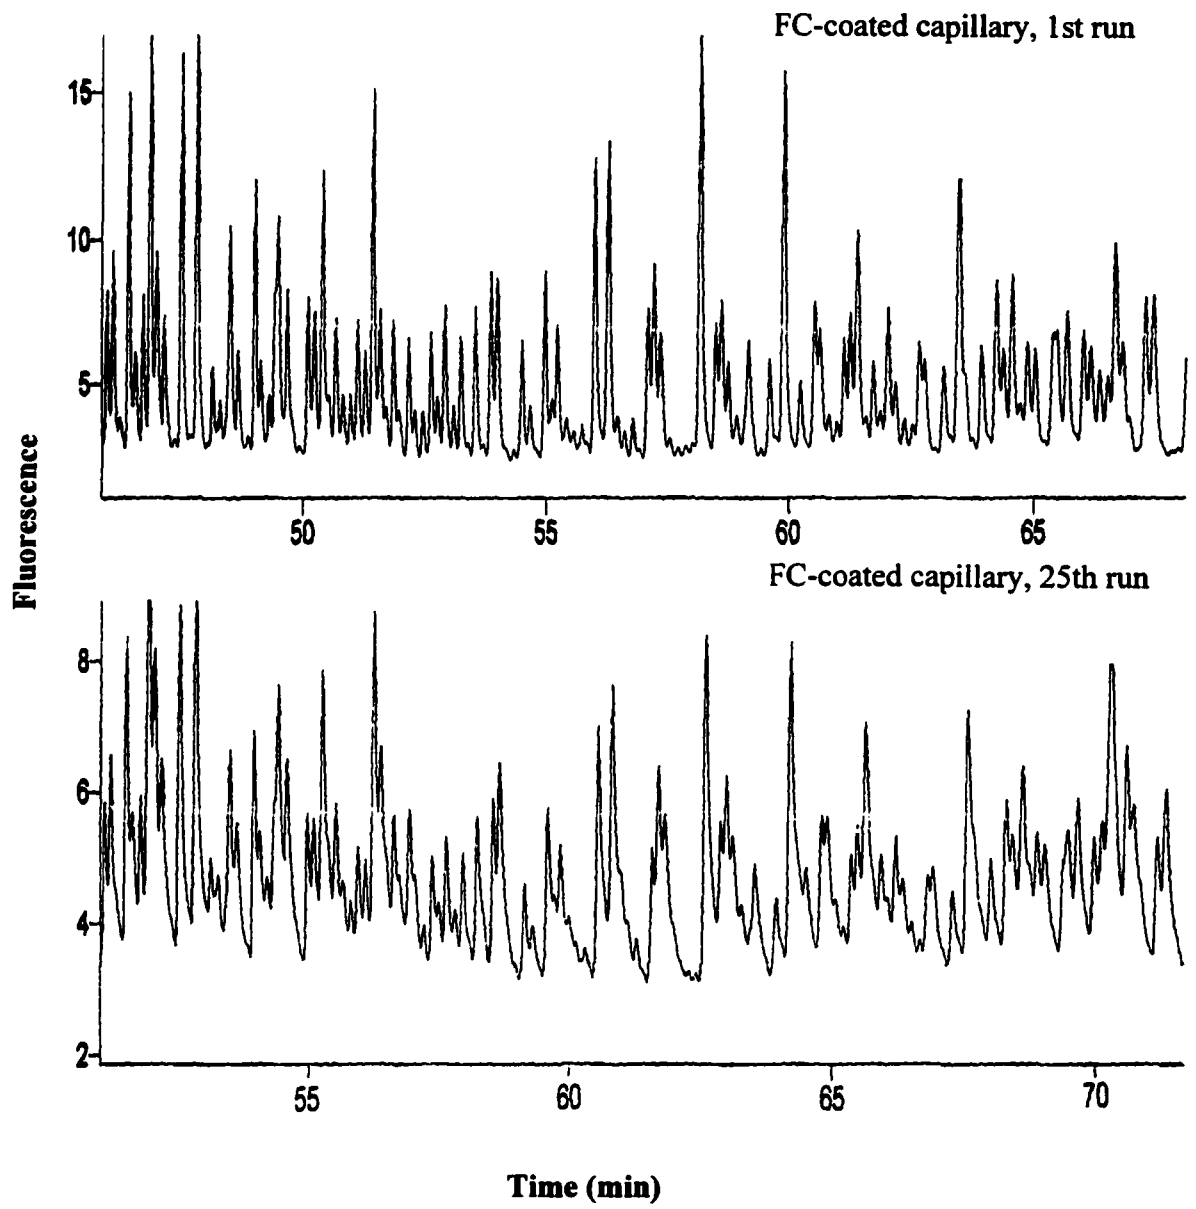 FC-coated capillary, 1st run
15
10
5
50 55 60 65
Fluorescence
FC-coated capillary, 25th run
8
6
4
2
55 60 65 70
Time (min)